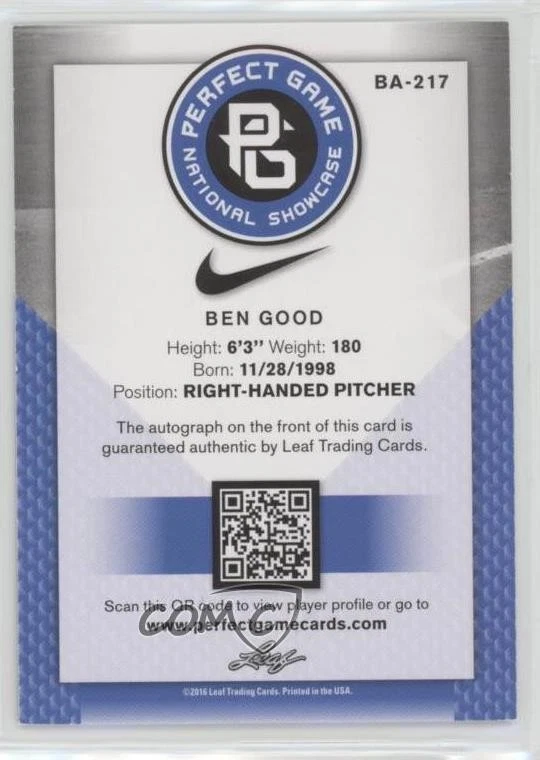 BA-217
PERFECT GAME
PG
NATIONAL SHOWCASE
BEN GOOD
Height: 6'3'' Weight: 180
Born: 11/28/1998
Position: RIGHT-HANDED PITCHER
The autograph on the front of this card is
guaranteed authentic by Leaf Trading Cards.
Scan this QR code to view player profile or go to
COMC
www.perfectgamecards.com
Leaf
©2016 Leaf Trading Cards. Printed in the USA.